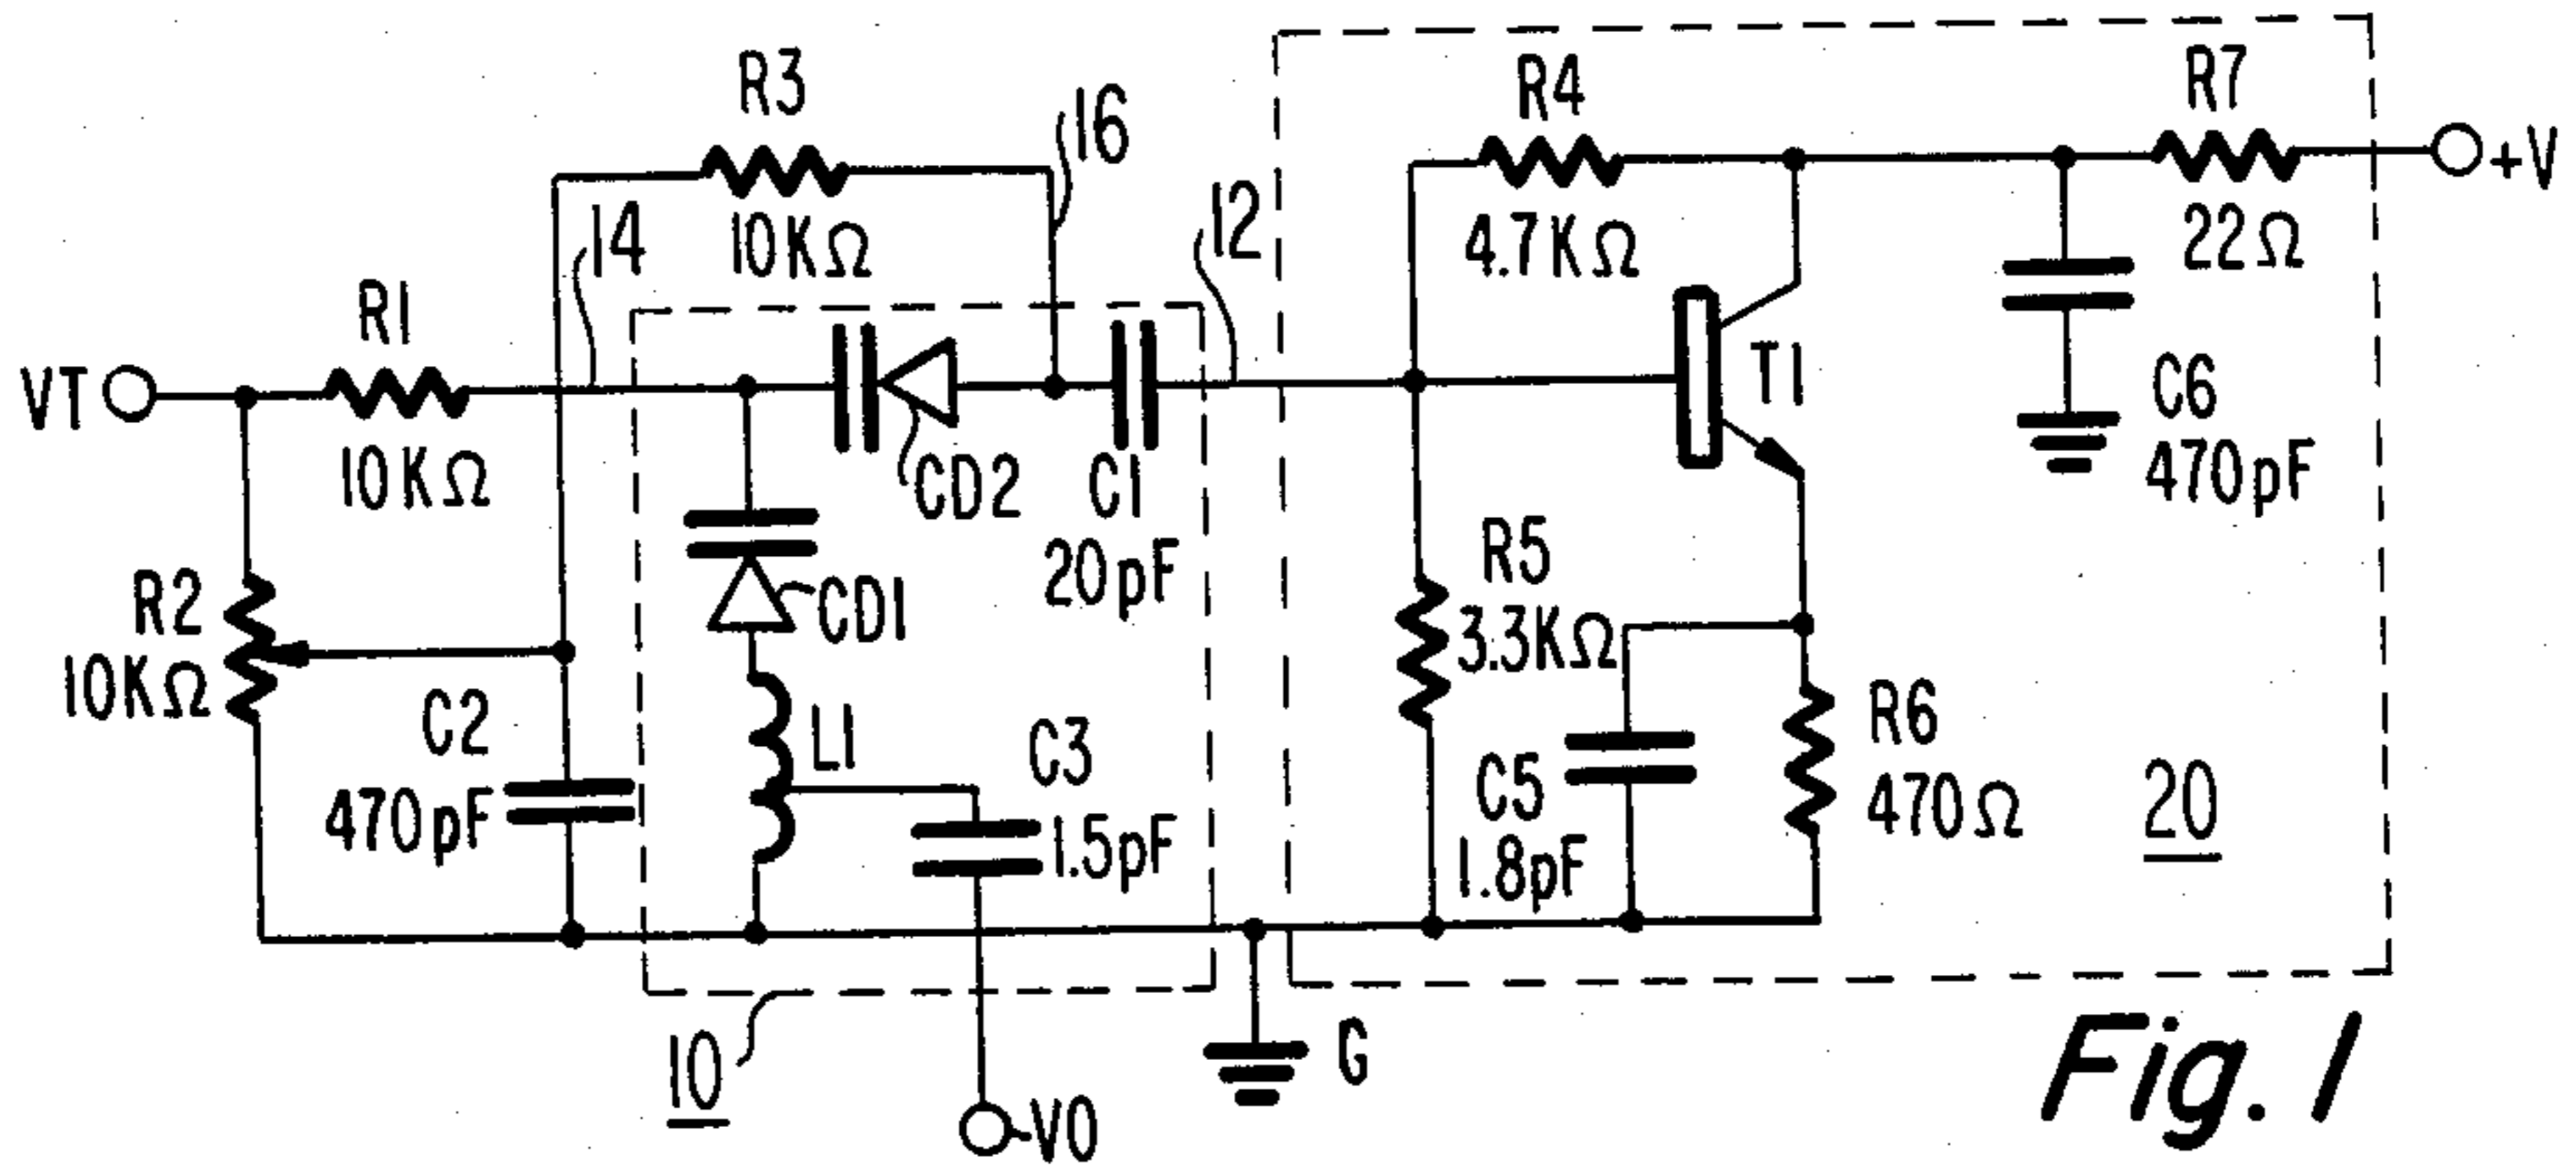 R3
10KΩ
16
14
12
R1
10KΩ
VT
R2
10KΩ
C2
470pF
CD2
C1
20pF
CD1
L1
C3
1.5pF
10
VO
G
R4
4.7KΩ
R7
22Ω
+V
T1
C6
470pF
R5
3.3KΩ
C5
1.8pF
R6
470Ω
20
Fig. 1